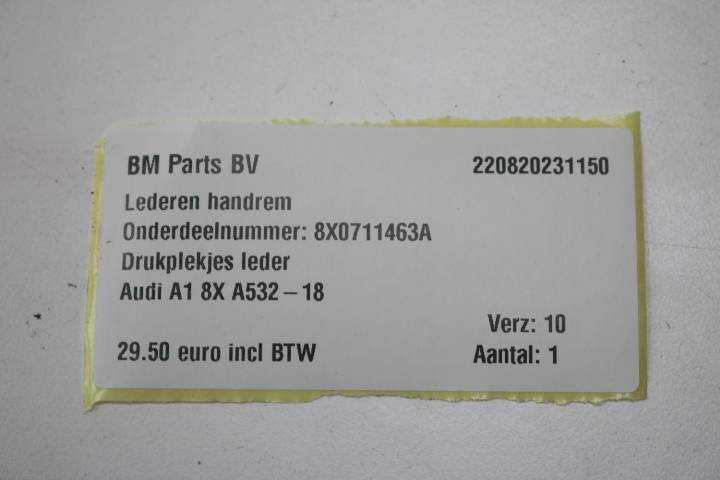 BM Parts BV 220820231150
Lederen handrem
Onderdeelnummer: 8X0711463A
Drukplekjes leder
Audi A1 8X A532 – 18
Verz: 10
29.50 euro incl BTW Aantal: 1